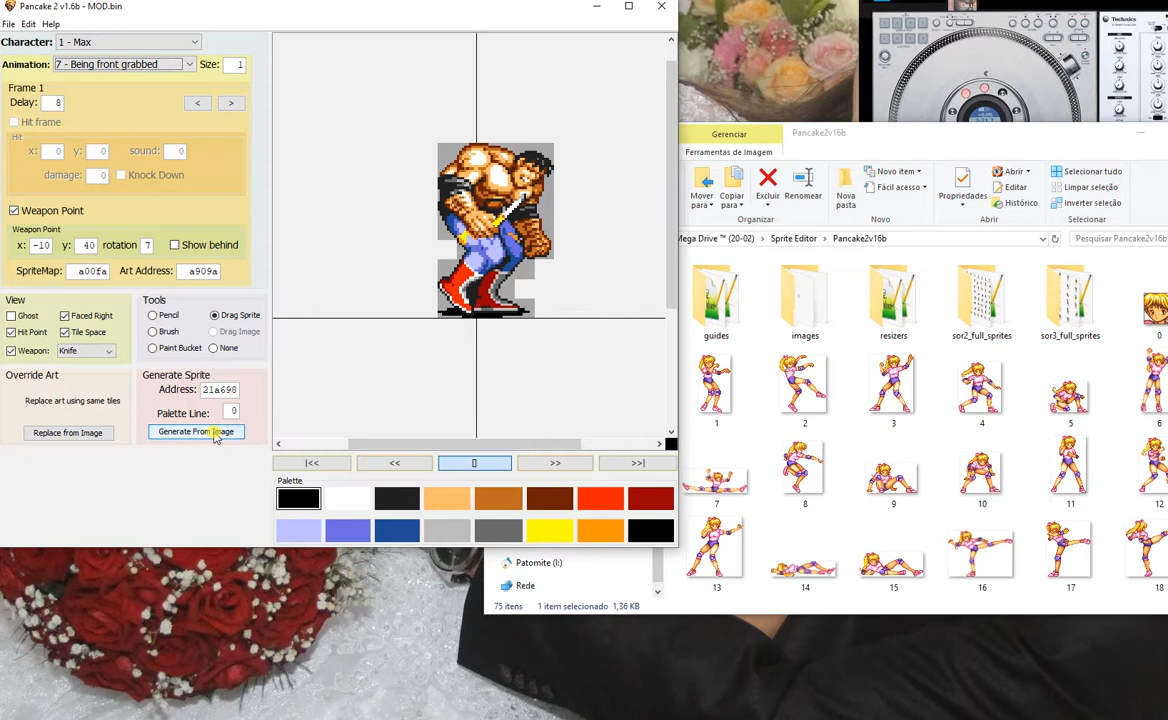 Pancake 2 v1.6b - MOD.bin
File Edit Help
Character: 1 - Max
Animation: 7 - Being front grabbed Size: 1
Frame 1
Delay: 8 < >
Hit frame
Hit
x: 0 y: 0 sound: 0
damage: 0 Knock Down
Weapon Point
Weapon Point
x: -10 y: 40 rotation 7 Show behind
SpriteMap: a00fa Art Address: a909a
View
Ghost Faced Right
Hit Point Tile Space
Weapon: Knife
Tools
Pencil Drag Sprite
Brush Drag Image
Paint Bucket None
Override Art
Replace art using same tiles
Replace from Image
Generate Sprite
Address: 21a698
Palette Line: 0
Generate From Image
|<< << [] >> >>|
Palette
Technics
Gerenciar Pancake2v16b
Ferramentas de Imagem
Mover para Copiar para Excluir Renomear
Organizar
Nova pasta Novo item Fácil acesso
Novo
Propriedades Abrir Editar Histórico
Abrir
Selecionar tudo
Limpar seleção
Inverter seleção
Selecionar
Mega Drive ™ (20-02) > Sprite Editor > Pancake2v16b
Pesquisar Pancake2v16b
guides images resizers sor2_full_sprites sor3_full_sprites 0
1 2 3 4 5 6
7 8 9 10 11 12
13 14 15 16 17 18
Patomite (I:)
Rede
75 itens 1 item selecionado 1,36 KB